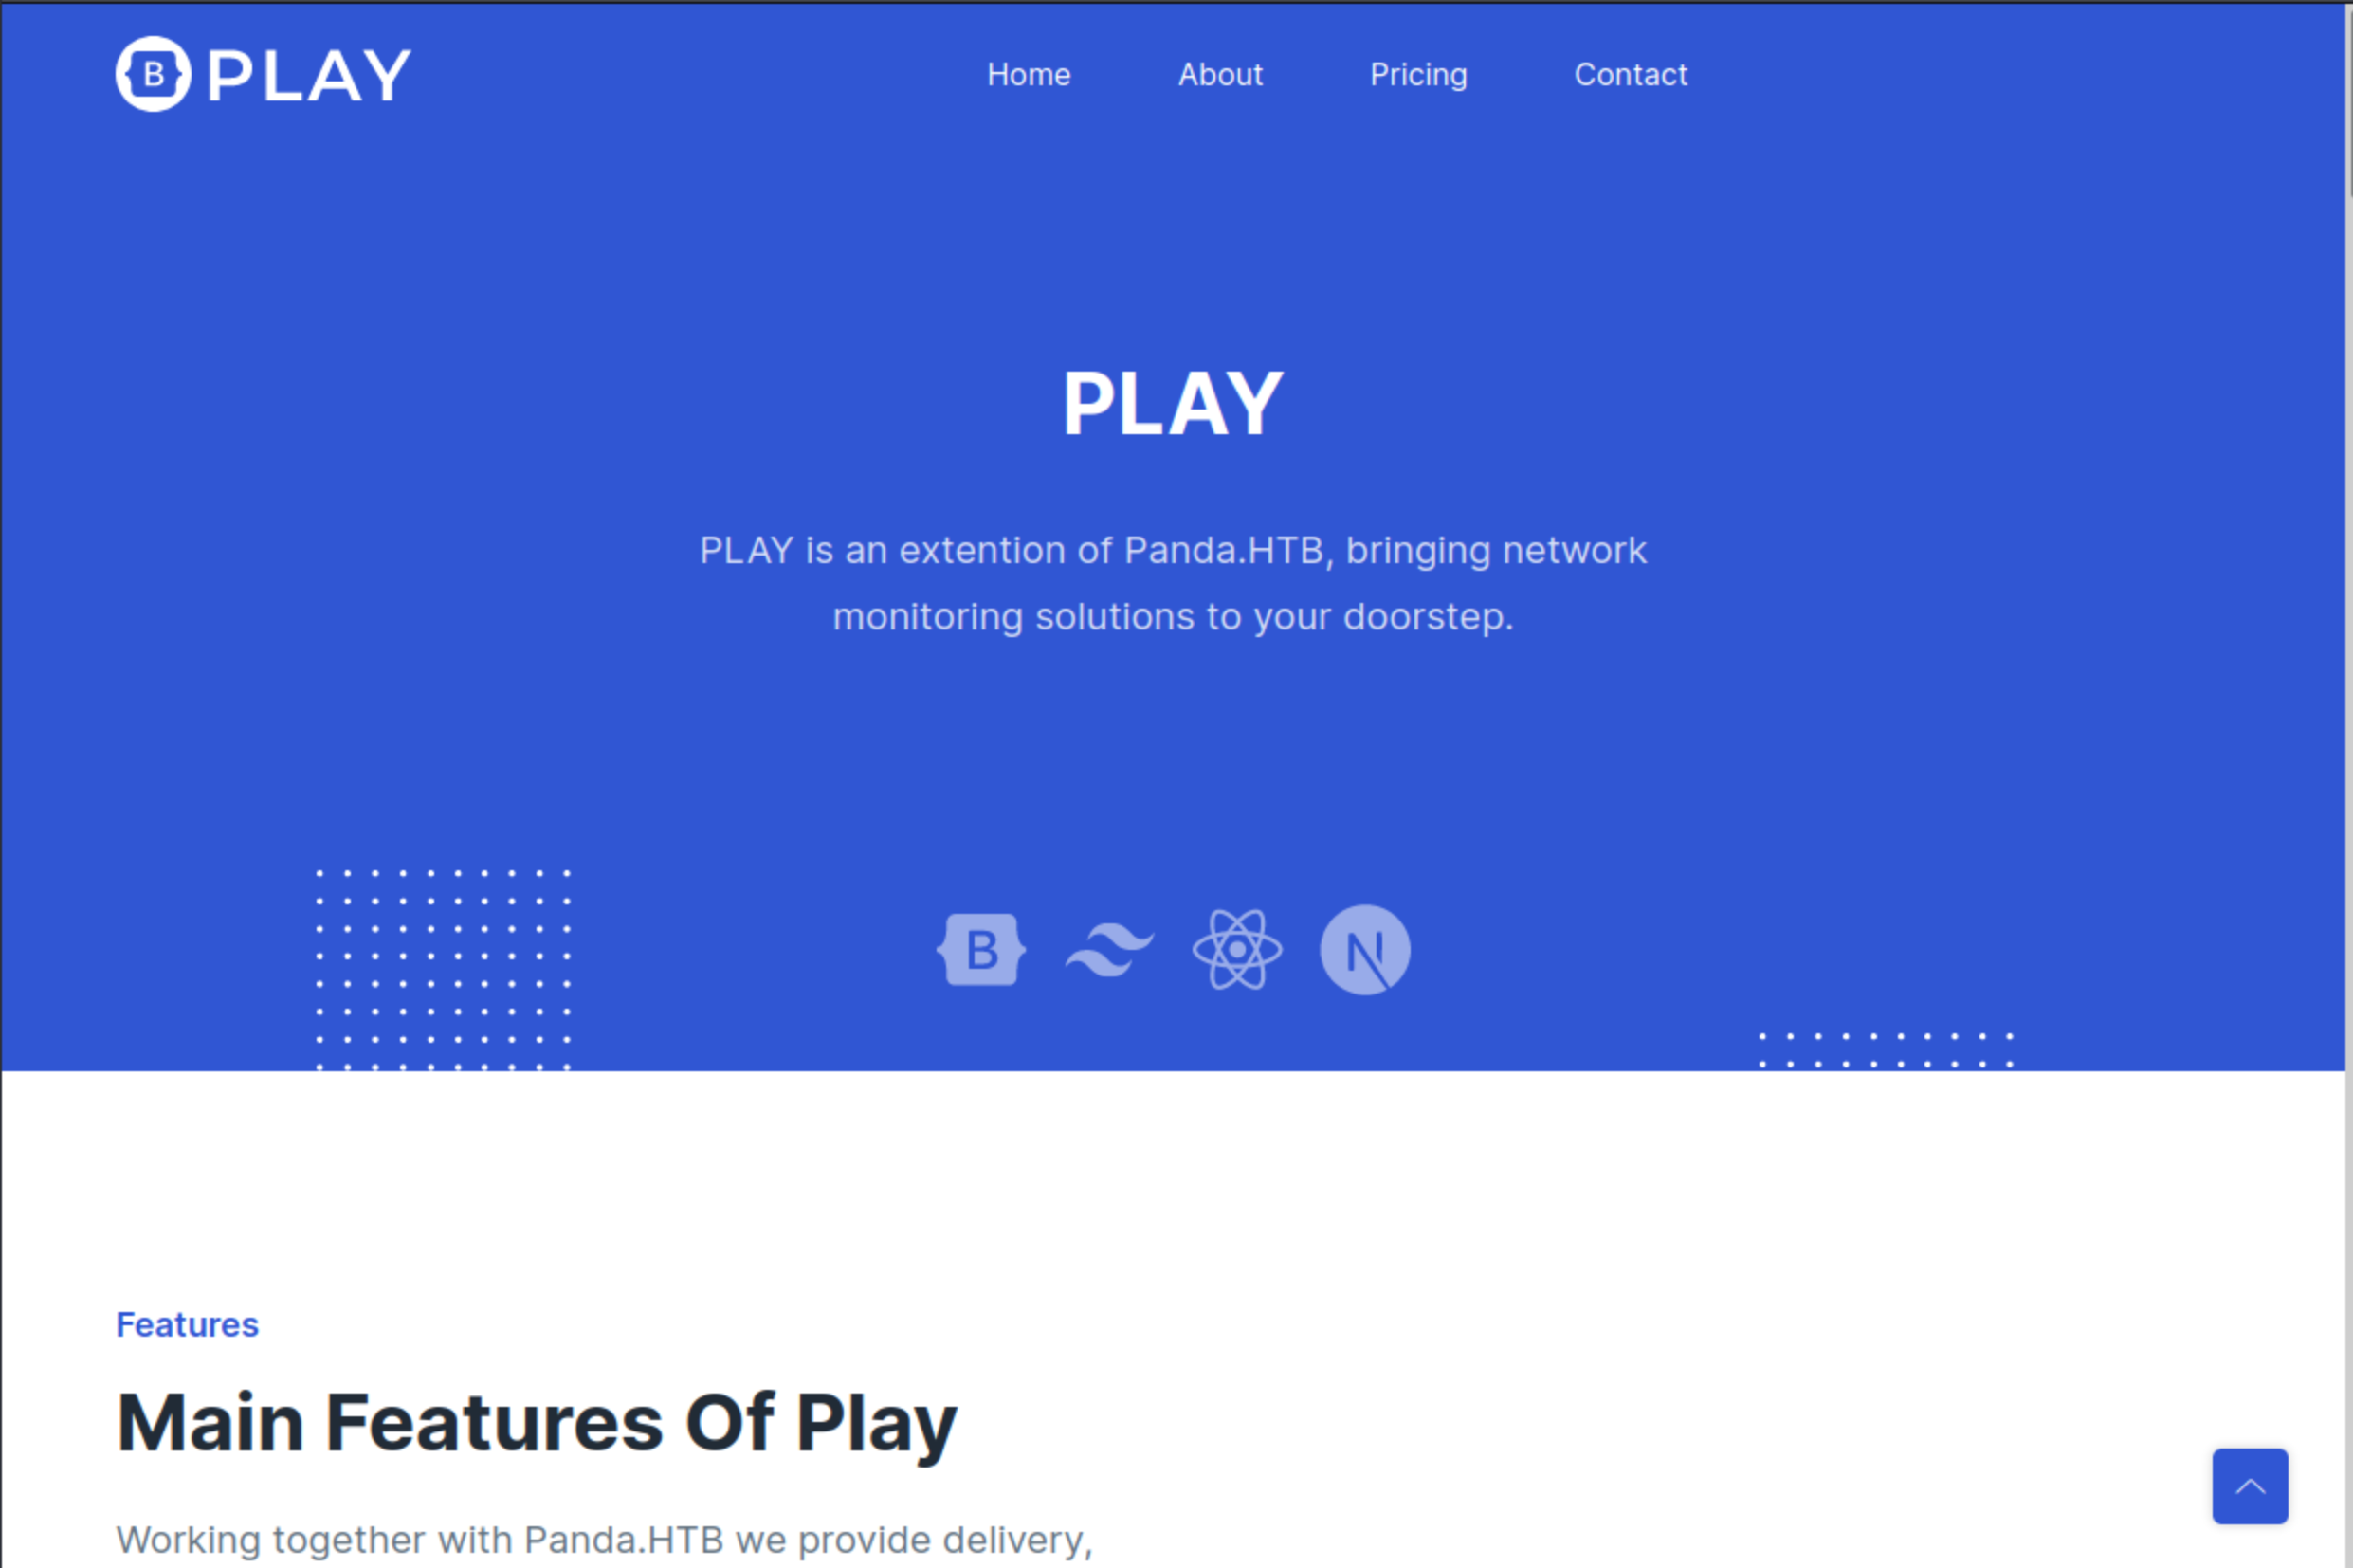 B PLAY
Home About Pricing Contact
PLAY
PLAY is an extention of Panda.HTB, bringing network
monitoring solutions to your doorstep.
B N
Features
Main Features Of Play
Working together with Panda.HTB we provide delivery,